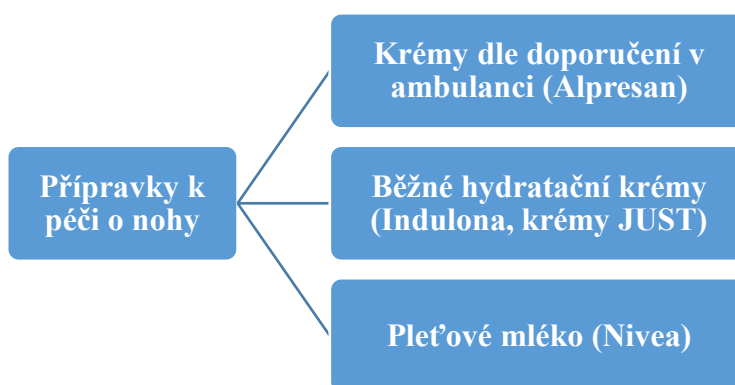 Krémy dle doporučení v
ambulanci (Alpresan)
Přípravky k
péči o nohy
Běžné hydratační krémy
(Indulona, krémy JUST)
Pleťové mléko (Nivea)